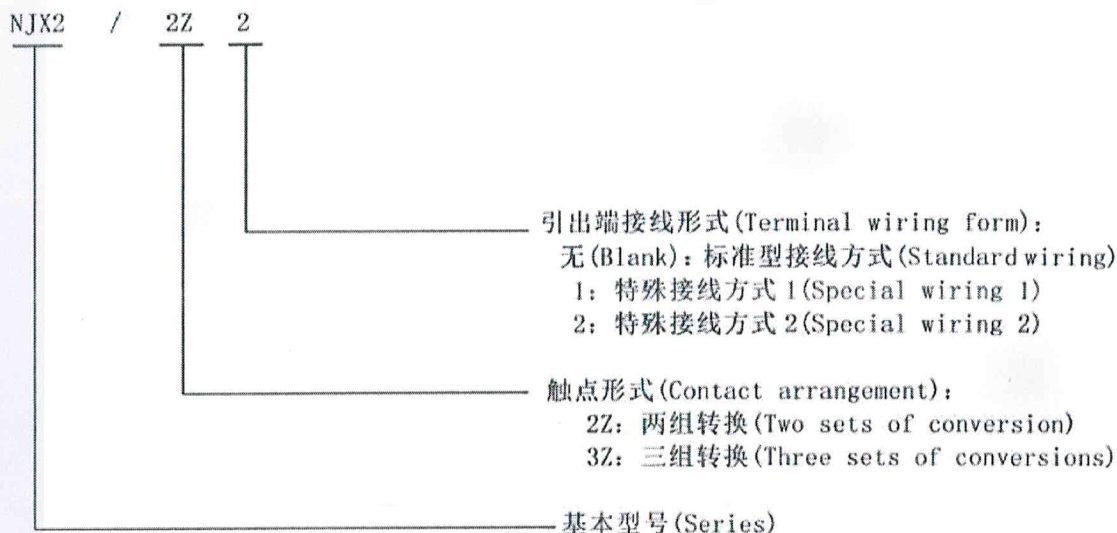 NJX2 / 2Z 2
引出端接线形式(Terminal wiring form):
无(Blank): 标准型接线方式(Standard wiring)
1: 特殊接线方式 1(Special wiring 1)
2: 特殊接线方式 2(Special wiring 2)
触点形式(Contact arrangement):
2Z: 两组转换(Two sets of conversion)
3Z: 三组转换(Three sets of conversions)
基本型号(Series)